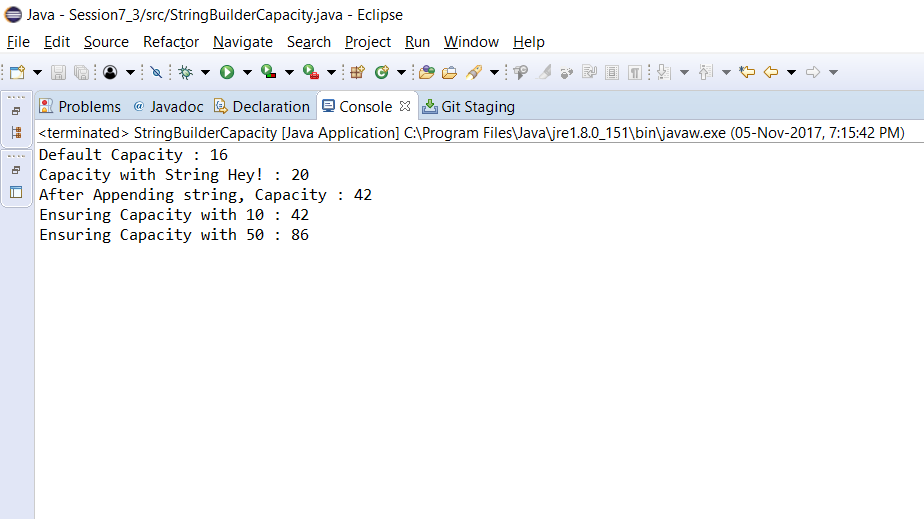 Java - Session7_3/src/StringBuilderCapacity.java - Eclipse
File Edit Source Refactor Navigate Search Project Run Window Help
Problems @ Javadoc Declaration Console Git Staging
<terminated> StringBuilderCapacity [Java Application] C:\Program Files\Java\jre1.8.0_151\bin\javaw.exe (05-Nov-2017, 7:15:42 PM)
Default Capacity : 16
Capacity with String Hey! : 20
After Appending string, Capacity : 42
Ensuring Capacity with 10 : 42
Ensuring Capacity with 50 : 86